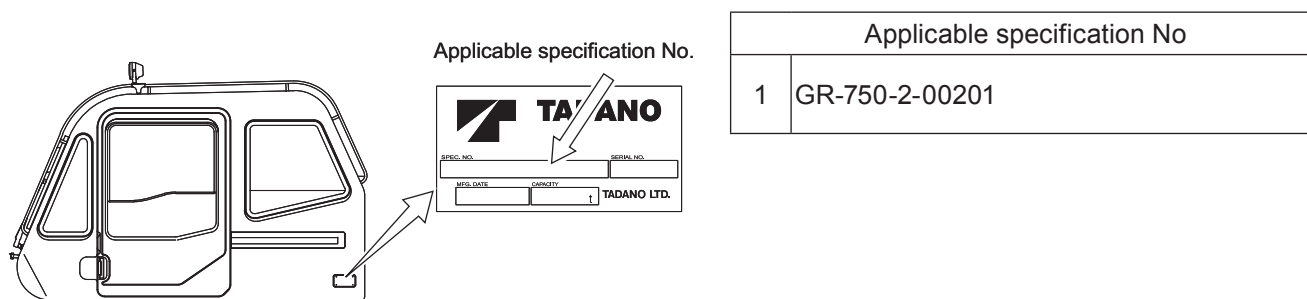 Applicable specification No.
TADANO
SPEC. NO.
SERIAL NO.
MFG. DATE
CAPACITY
t
TADANO LTD.
Applicable specification No
1 GR-750-2-00201